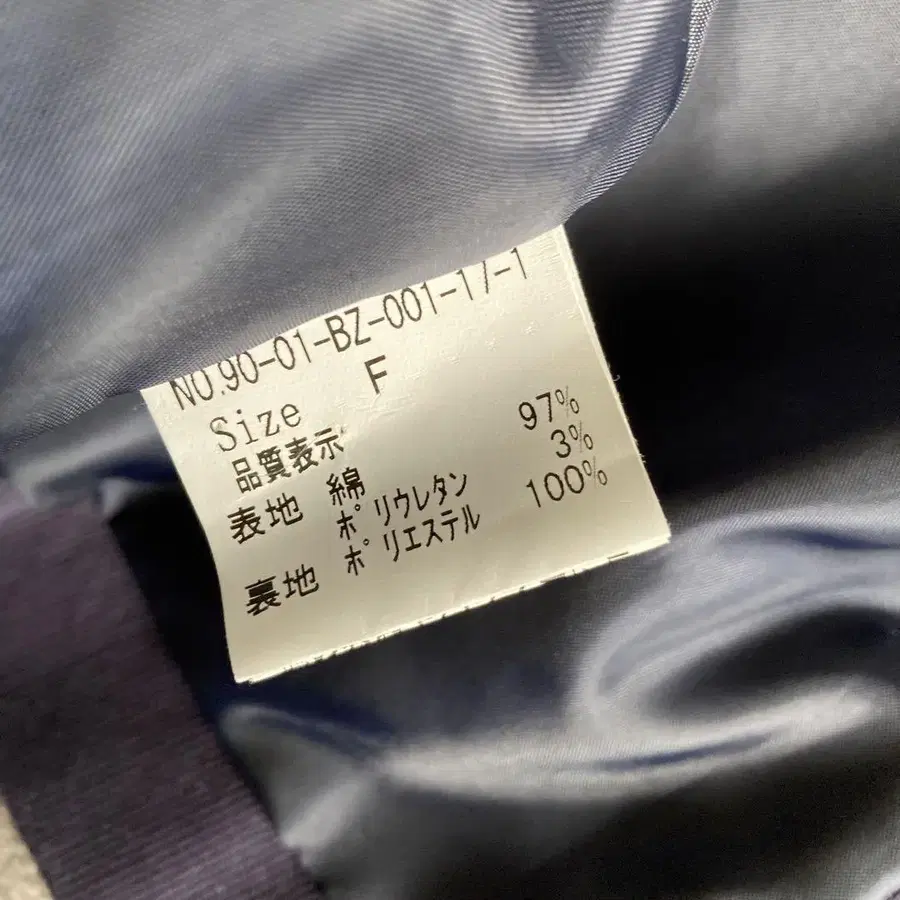 NO.90-01-BZ-001-17-1
Size F
品質表示
表地 綿 97%
ポリウレタン 3%
裏地 ポリエステル 100%